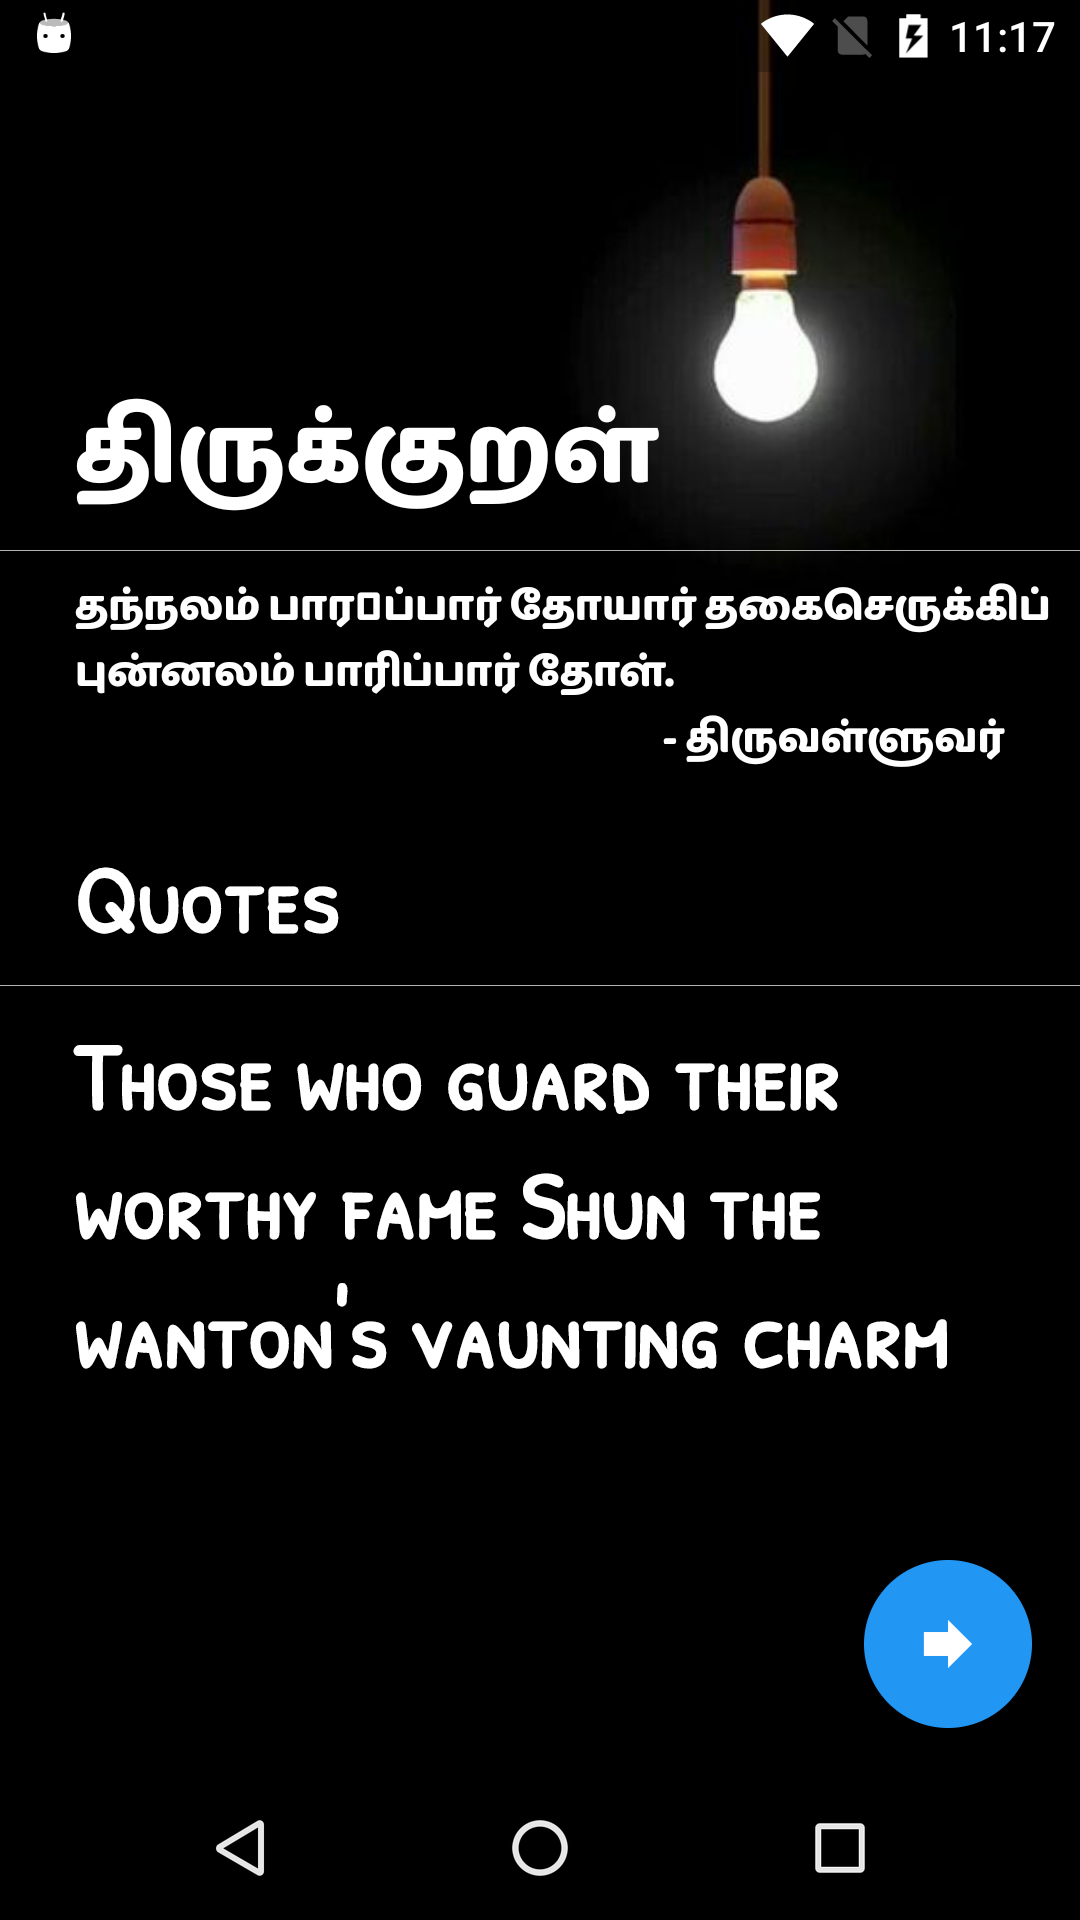 11:17
திருக்குறள்
தந்நலம் பார▯ப்பார் தோயார் தகைசெருக்கிப்
புன்னலம் பாரிப்பார் தோள்.
- திருவள்ளுவர்
Quotes
Those who guard their
worthy fame Shun the
wanton's vaunting charm